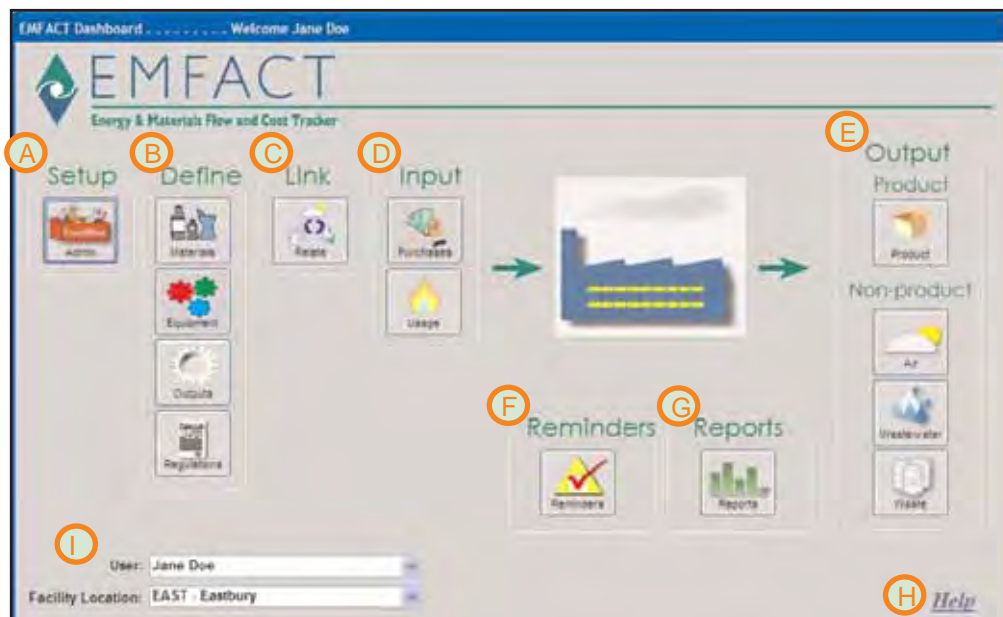 EMFACT Dashboard . . . . . . . . . Welcome Jane Doe
EMFACT
Energy & Materials Flow and Cost Tracker
A
Setup
Admin
B
Define
Materials
Equipment
Outputs
Regulations
C
Link
Relate
D
Input
Purchases
Usage
E
Output
Product
Product
Non-product
Air
Wastewater
Waste
F
Reminders
Reminders
G
Reports
Reports
I
User: Jane Doe
Facility Location: EAST - Eastbury
H
Help